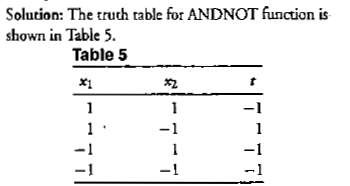 Solution: The truth table for ANDNOT function is
shown in Table 5.
Table 5
x1 x2 t
1 1 −1
1 −1 1
−1 1 −1
−1 −1 −1